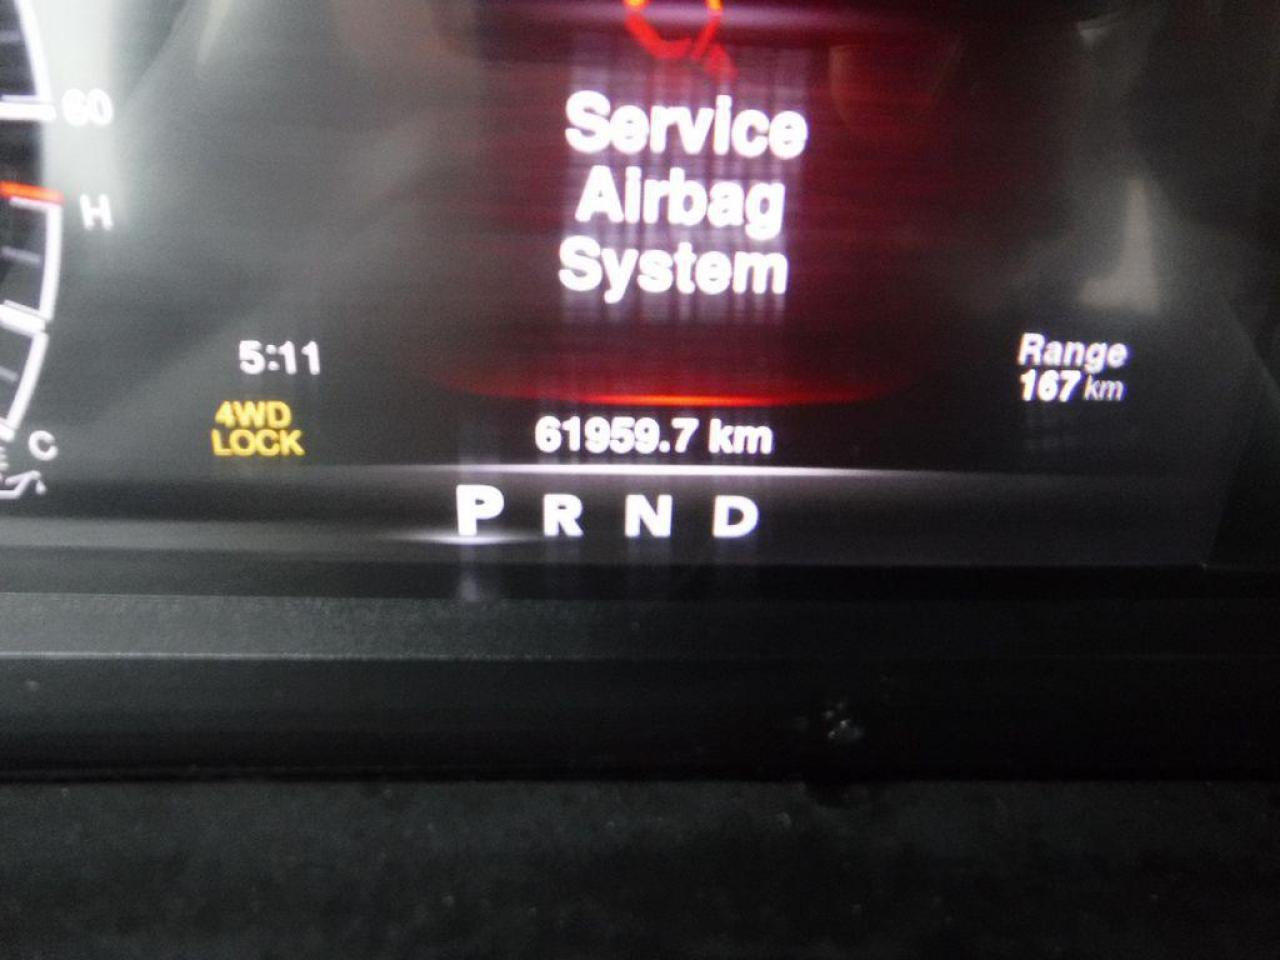 60
H
Service
Airbag
System
5:11
Range
167 km
4WD
LOCK
61959.7 km
C
P R N D